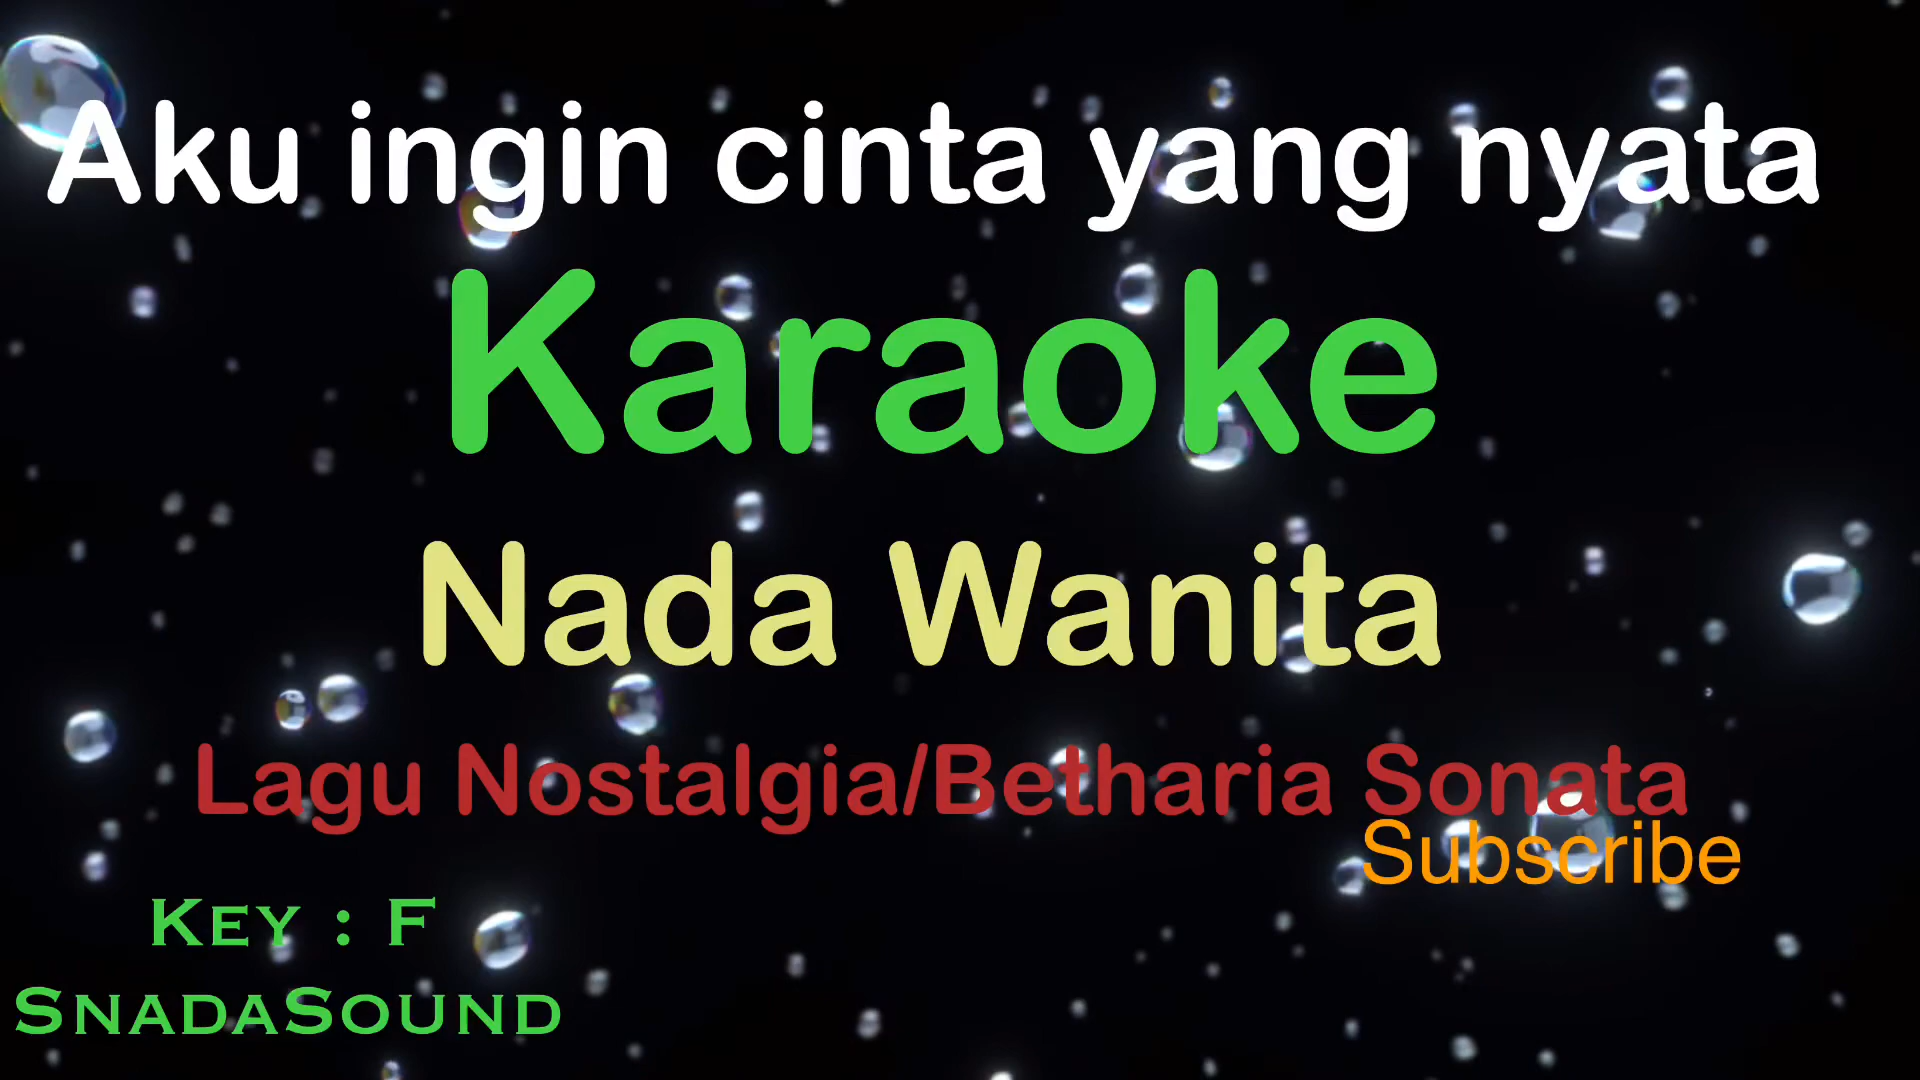 Aku ingin cinta yang nyata
Karaoke
Nada Wanita
Lagu Nostalgia/Betharia Sonata
Subscribe
Key : F
SnadaSound